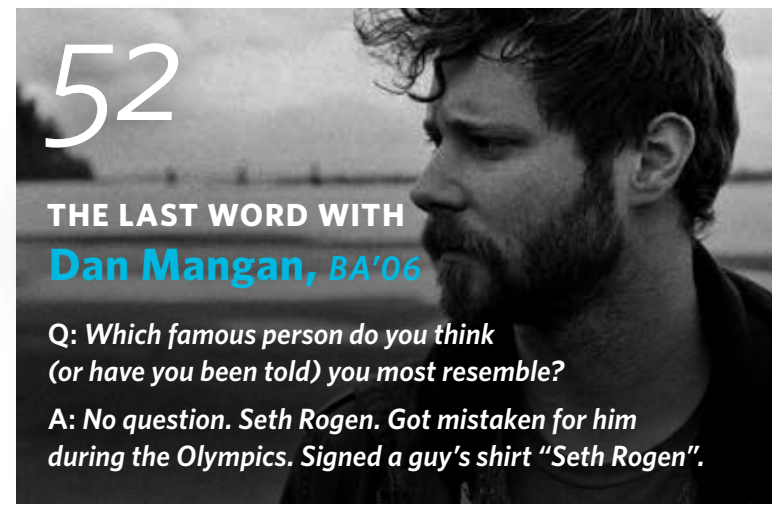 52
THE LAST WORD WITH
Dan Mangan, BA’06
Q: Which famous person do you think
(or have you been told) you most resemble?
A: No question. Seth Rogen. Got mistaken for him
during the Olympics. Signed a guy’s shirt “Seth Rogen”.